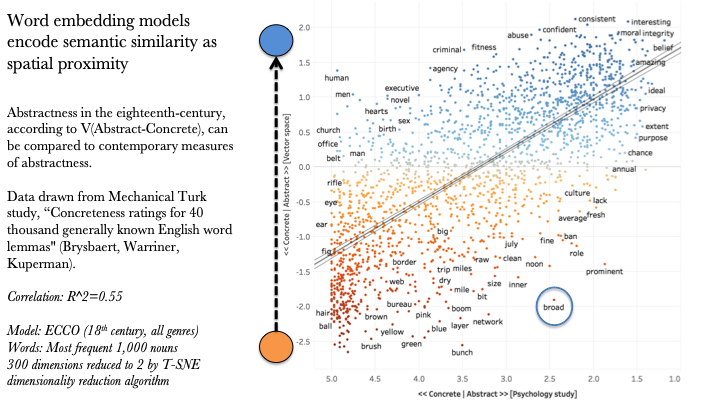 Word embedding models
encode semantic similarity as
spatial proximity
Abstractness in the eighteenth-century,
according to V(Abstract-Concrete), can
be compared to contemporary measures
of abstractness.
Data drawn from Mechanical Turk
study, “Concreteness ratings for 40
thousand generally known English word
lemmas" (Brysbaert, Warriner,
Kuperman).
Correlation: R^2=0.55
Model: ECCO (18th century, all genres)
Words: Most frequent 1,000 nouns
300 dimensions reduced to 2 by T-SNE
dimensionality reduction algorithm
<< Concrete | Abstract >> [Vector space]
2.0
1.5
1.0
0.5
0.0
-0.5
-1.0
-1.5
-2.0
-2.5
consistent
interesting
abuse
confident
moral integrity
criminal
fitness
belief
amazing
agency
human
executive
men
novel
ideal
hearts
privacy
sex
church
birth
extent
office
purpose
belt
man
chance
annual
rifle
culture
eye
lack
average
fresh
ear
big
ban
july
fine
fig
role
raw
clean
border
noon
trip
miles
prominent
web
dry
size
inner
mile
bit
bureau
boom
broad
hair
brown
pink
ball
blue
layer
network
yellow
brush
green
bunch
5.0 4.5 4.0 3.5 3.0 2.5 2.0 1.5 1.0
<< Concrete | Abstract >> [Psychology study]